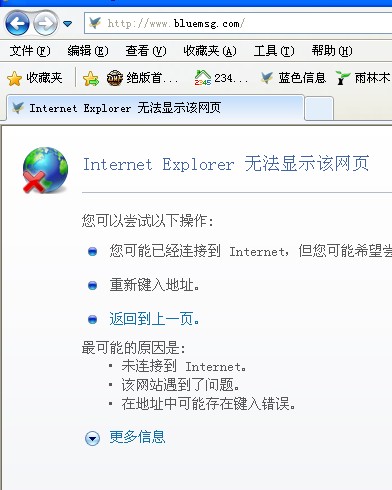 http://www.bluemsg.com/
文件(F) 编辑(E) 查看(V) 收藏夹(A) 工具(T) 帮助(H)
收藏夹 绝版首... 234... 蓝色信息 雨林木
Internet Explorer 无法显示该网页
Internet Explorer 无法显示该网页
您可以尝试以下操作:
您可能已经连接到 Internet，但您可能希望尝
重新键入地址。
返回到上一页。
最可能的原因是:
• 未连接到 Internet。
• 该网站遇到了问题。
• 在地址中可能存在键入错误。
更多信息